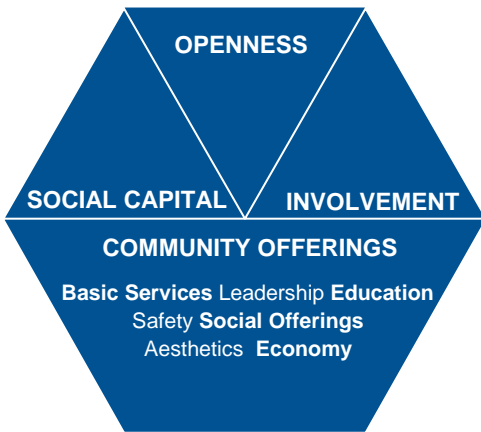 OPENNESS
SOCIAL CAPITAL
INVOLVEMENT
COMMUNITY OFFERINGS
Basic Services Leadership Education
Safety Social Offerings
Aesthetics Economy